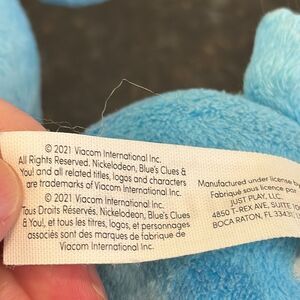 © 2021 Viacom International Inc.
All Rights Reserved. Nickelodeon, Blue's Clues &
You! and all related titles, logos and characters
are trademarks of Viacom International Inc.
© 2021 Viacom International Inc.
Tous Droits Réservés. Nickelodeon, Blue's Clues
& You!, et tous les titres, logos, et personnages
associés sont des marques de fabrique de
Viacom International Inc.
Manufactured under license
Fabriqué sous licence par
JUST PLAY, LLC.
4850 T-REX AVE, SUITE
BOCA RATON, FL